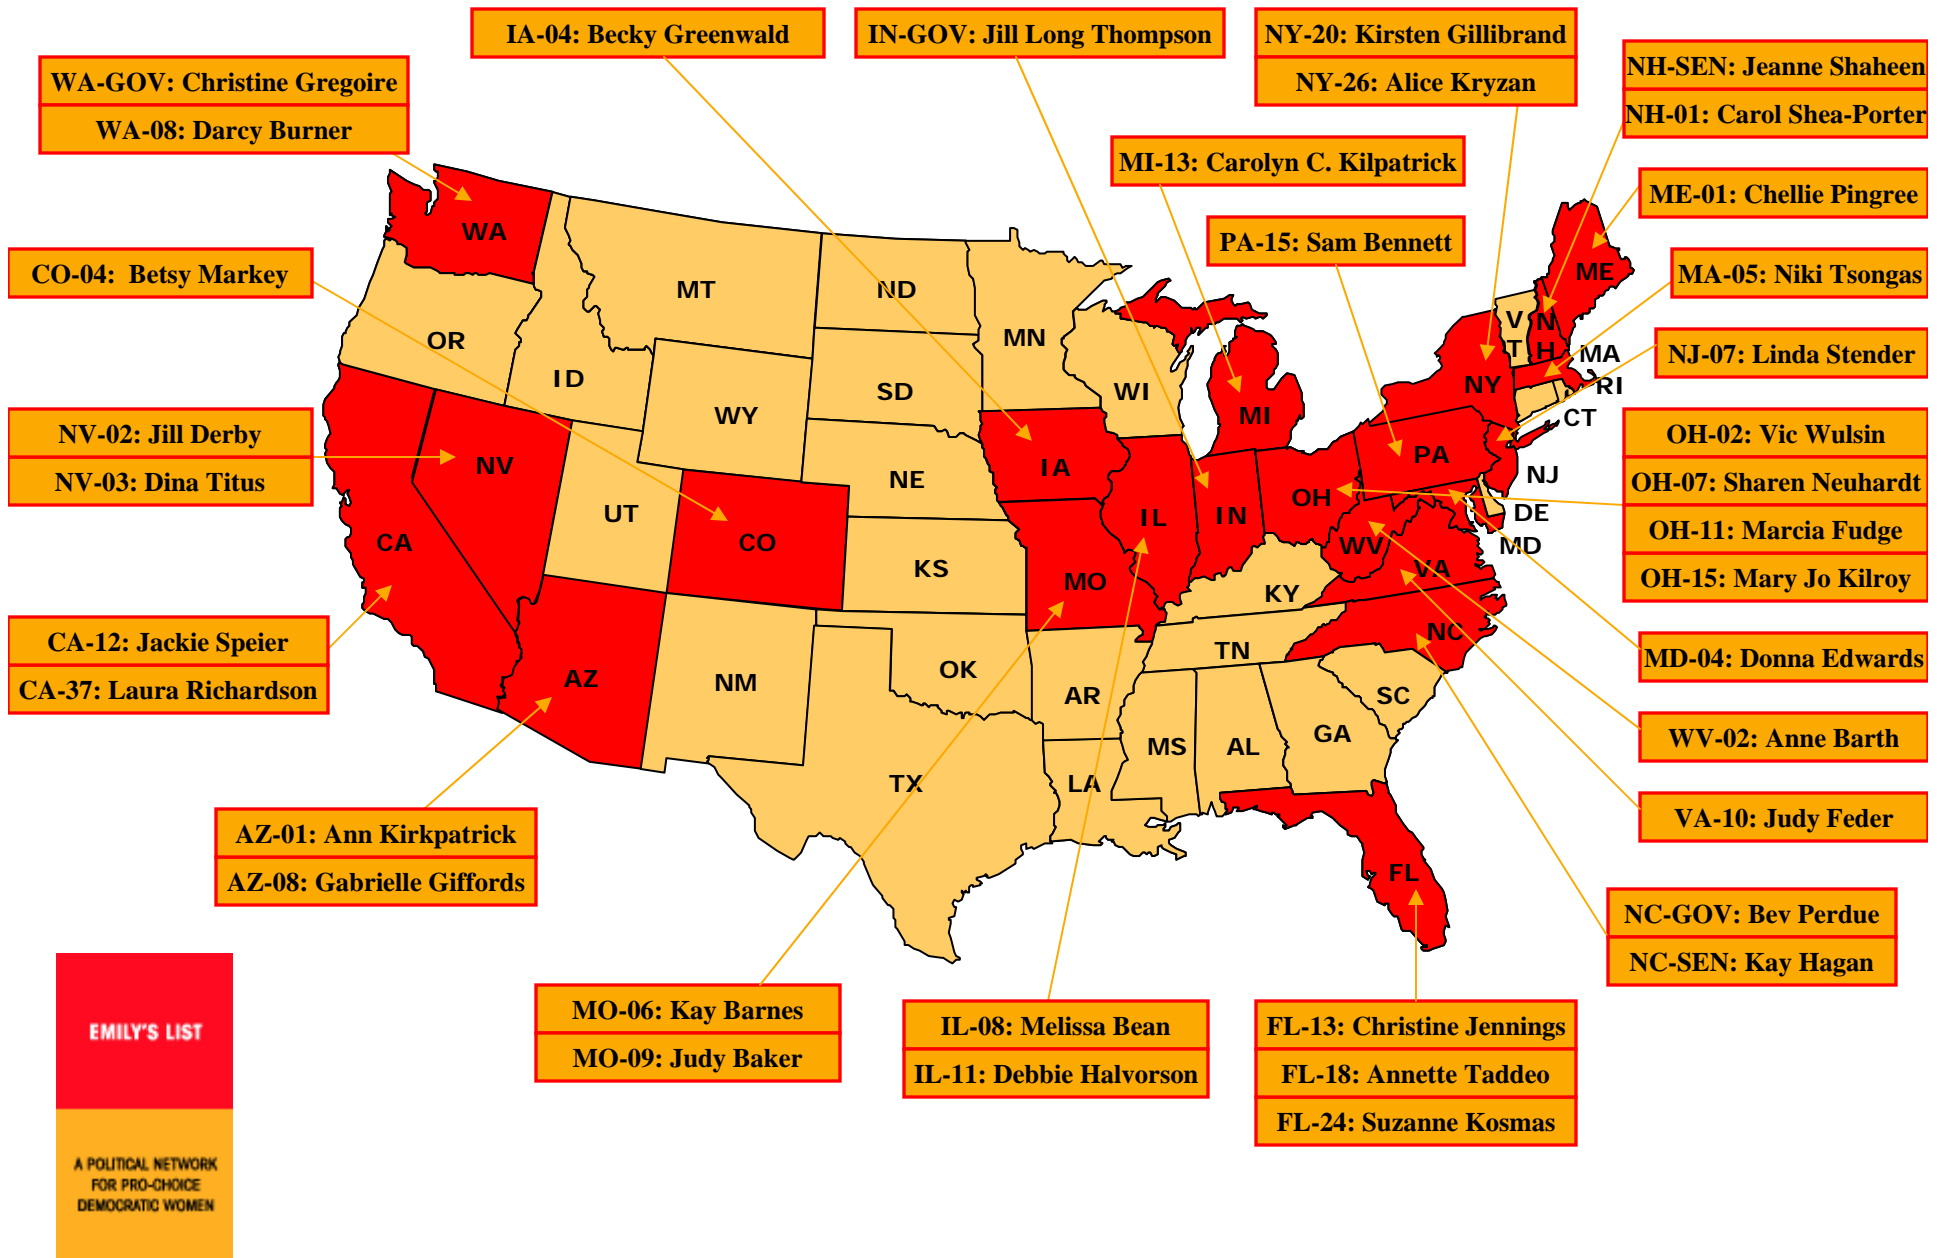 IA-04: Becky Greenwald
IN-GOV: Jill Long Thompson
NY-20: Kirsten Gillibrand
NY-26: Alice Kryzan
NH-SEN: Jeanne Shaheen
NH-01: Carol Shea-Porter
WA-GOV: Christine Gregoire
WA-08: Darcy Burner
MI-13: Carolyn C. Kilpatrick
ME-01: Chellie Pingree
PA-15: Sam Bennett
CO-04: Betsy Markey
MA-05: Niki Tsongas
NJ-07: Linda Stender
NV-02: Jill Derby
NV-03: Dina Titus
OH-02: Vic Wulsin
OH-07: Sharen Neuhardt
OH-11: Marcia Fudge
OH-15: Mary Jo Kilroy
CA-12: Jackie Speier
CA-37: Laura Richardson
MD-04: Donna Edwards
WV-02: Anne Barth
VA-10: Judy Feder
AZ-01: Ann Kirkpatrick
AZ-08: Gabrielle Giffords
NC-GOV: Bev Perdue
NC-SEN: Kay Hagan
MO-06: Kay Barnes
MO-09: Judy Baker
IL-08: Melissa Bean
IL-11: Debbie Halvorson
FL-13: Christine Jennings
FL-18: Annette Taddeo
FL-24: Suzanne Kosmas
WA
MT
ND
MN
OR
ID
WY
SD
WI
MI
NY
V
T
N
H
ME
MA
RI
CT
NV
UT
CO
NE
IA
IL
IN
OH
PA
NJ
DE
MD
CA
KS
MO
KY
WV
VA
AZ
NM
OK
AR
TN
NC
SC
TX
LA
MS
AL
GA
FL
EMILY'S LIST
A POLITICAL NETWORK
FOR PRO-CHOICE
DEMOCRATIC WOMEN